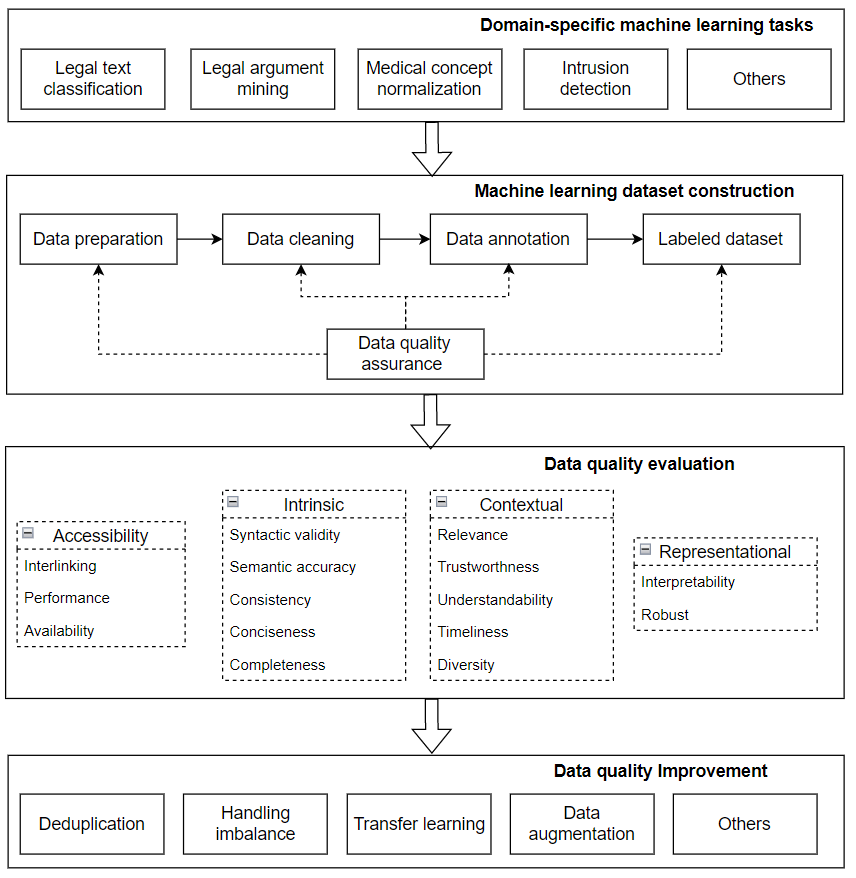 Domain-specific machine learning tasks
Legal text
classification
Legal argument
mining
Medical concept
normalization
Intrusion
detection
Others
Machine learning dataset construction
Data preparation
Data cleaning
Data annotation
Labeled dataset
Data quality
assurance
Data quality evaluation
Accessibility
Interlinking
Performance
Availability
Intrinsic
Syntactic validity
Semantic accuracy
Consistency
Conciseness
Completeness
Contextual
Relevance
Trustworthness
Understandability
Timeliness
Diversity
Representational
Interpretability
Robust
Data quality Improvement
Deduplication
Handling
imbalance
Transfer learning
Data
augmentation
Others